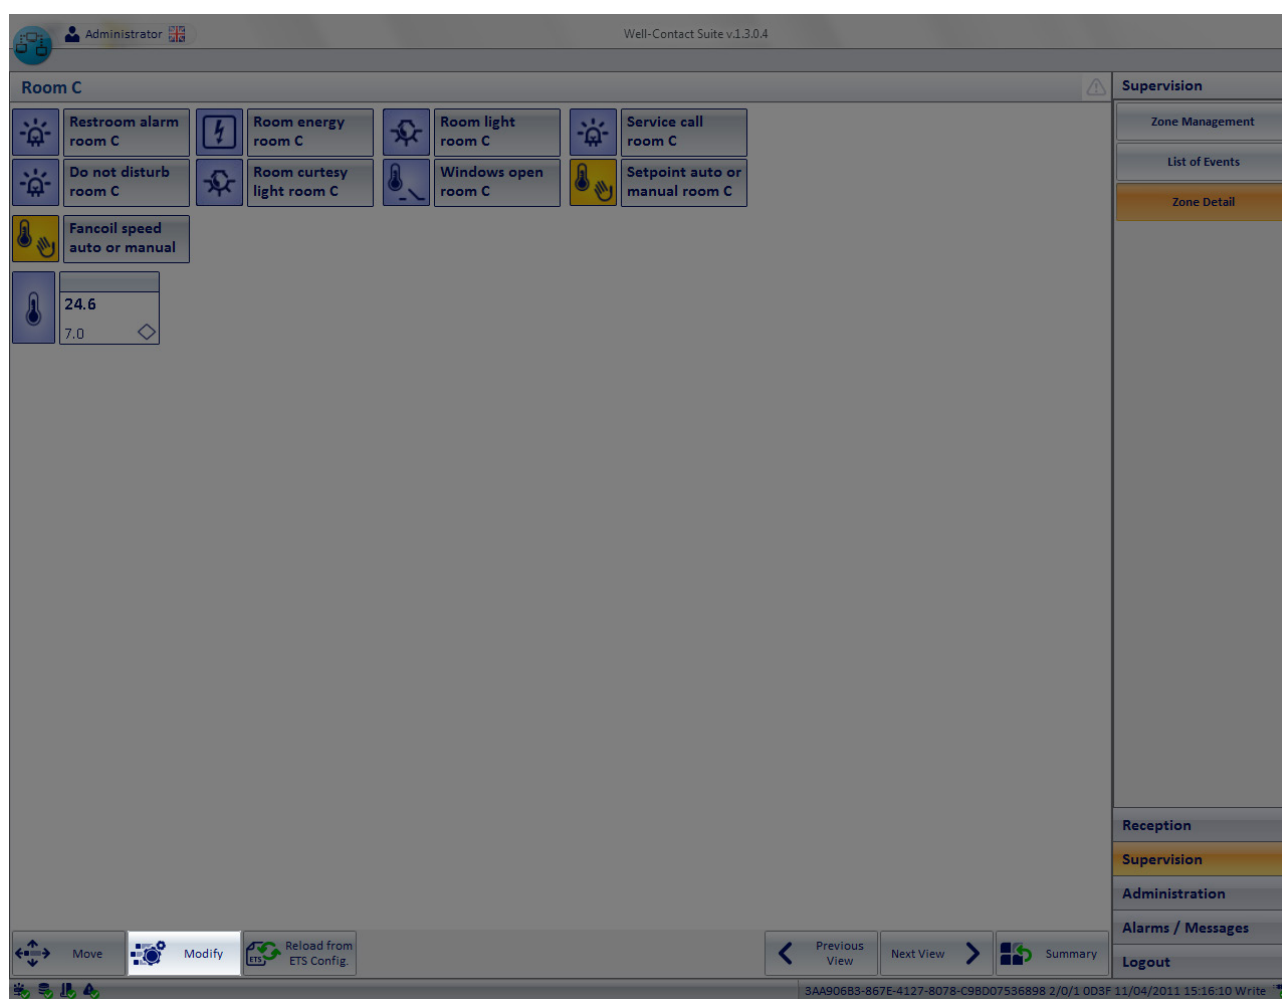 Administrator
Well-Contact Suite v.1.3.0.4
Room C
Supervision
Restroom alarm
room C
Room energy
room C
Room light
room C
Service call
room C
Do not disturb
room C
Room curtesy
light room C
Windows open
room C
Setpoint auto or
manual room C
Fancoil speed
auto or manual
24.6
7.0
Zone Management
List of Events
Zone Detail
Reception
Supervision
Administration
Alarms / Messages
Logout
Move
Modify
ETS
Reload from
ETS Config.
Previous
View
Next View
Summary
3AA906B3-867E-4127-8078-C9BD07536898 2/0/1 0D3F 11/04/2011 15:16:10 Write